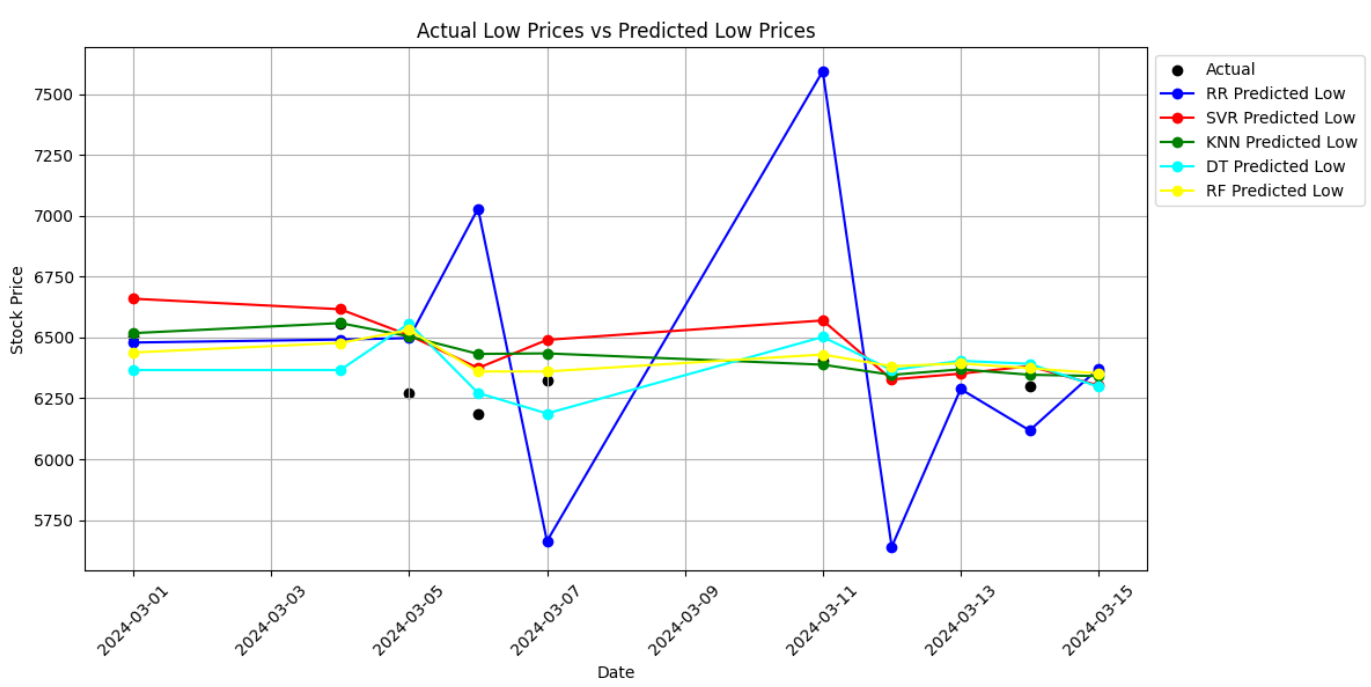 Actual Low Prices vs Predicted Low Prices
Actual
RR Predicted Low
SVR Predicted Low
KNN Predicted Low
DT Predicted Low
RF Predicted Low
Stock Price
7500
7250
7000
6750
6500
6250
6000
5750
2024-03-01
2024-03-03
2024-03-05
2024-03-07
2024-03-09
2024-03-11
2024-03-13
2024-03-15
Date